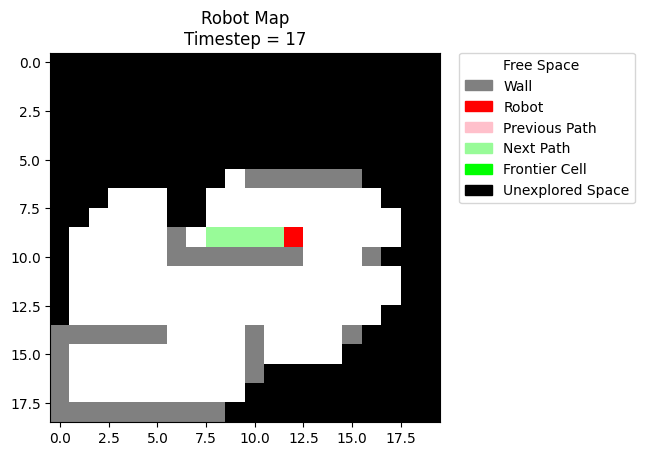 Robot Map
Timestep = 17
0.0
2.5
5.0
7.5
10.0
12.5
15.0
17.5
0.0
2.5
5.0
7.5
10.0
12.5
15.0
17.5
Free Space
Wall
Robot
Previous Path
Next Path
Frontier Cell
Unexplored Space